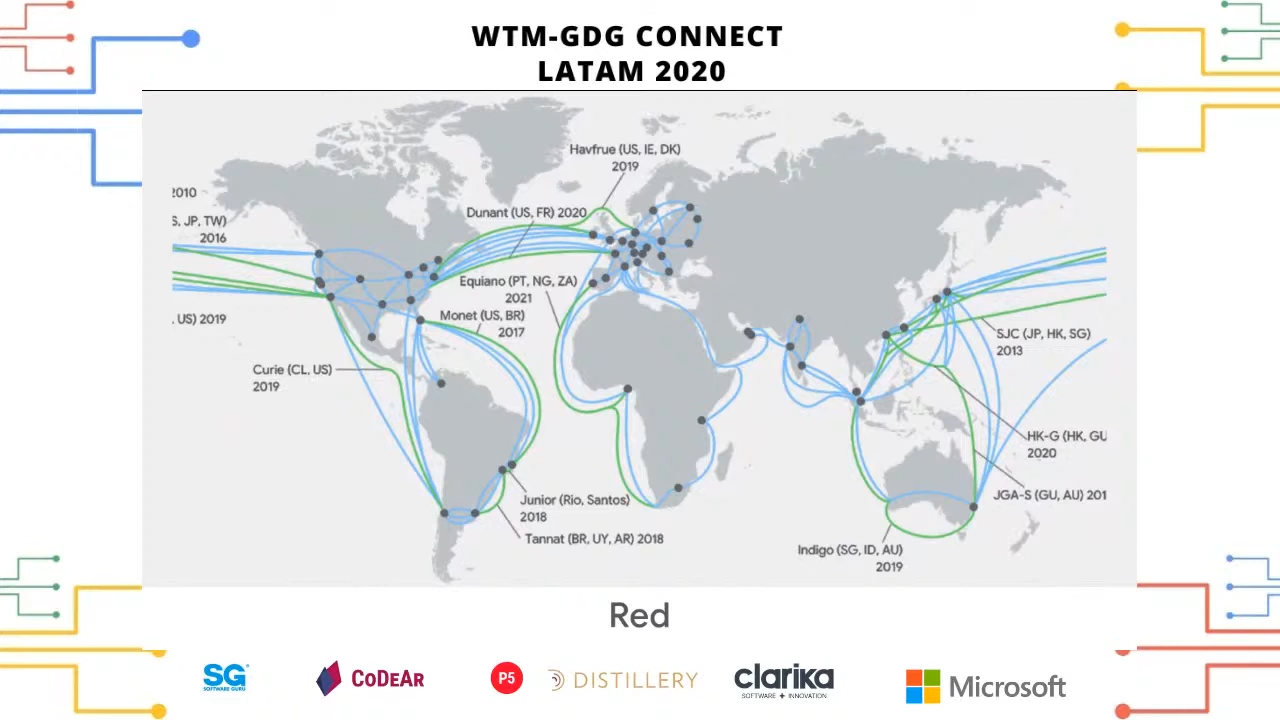 WTM-GDG CONNECT
LATAM 2020
Havfrue (US, IE, DK)
2019
2010
S, JP, TW)
2016
Dunant (US, FR) 2020
Equiano (PT, NG, ZA)
2021
Monet (US, BR)
2017
, US) 2019
SJC (JP, HK, SG)
2013
Curie (CL, US)
2019
HK-G (HK, GU
2020
JGA-S (GU, AU) 201
Junior (Rio, Santos)
2018
Tannat (BR, UY, AR) 2018
Indigo (SG, ID, AU)
2019
Red
SG
SOFTWARE GURU
CODEAR
P5
DISTILLERY
clarika
SOFTWARE + INNOVATION
Microsoft